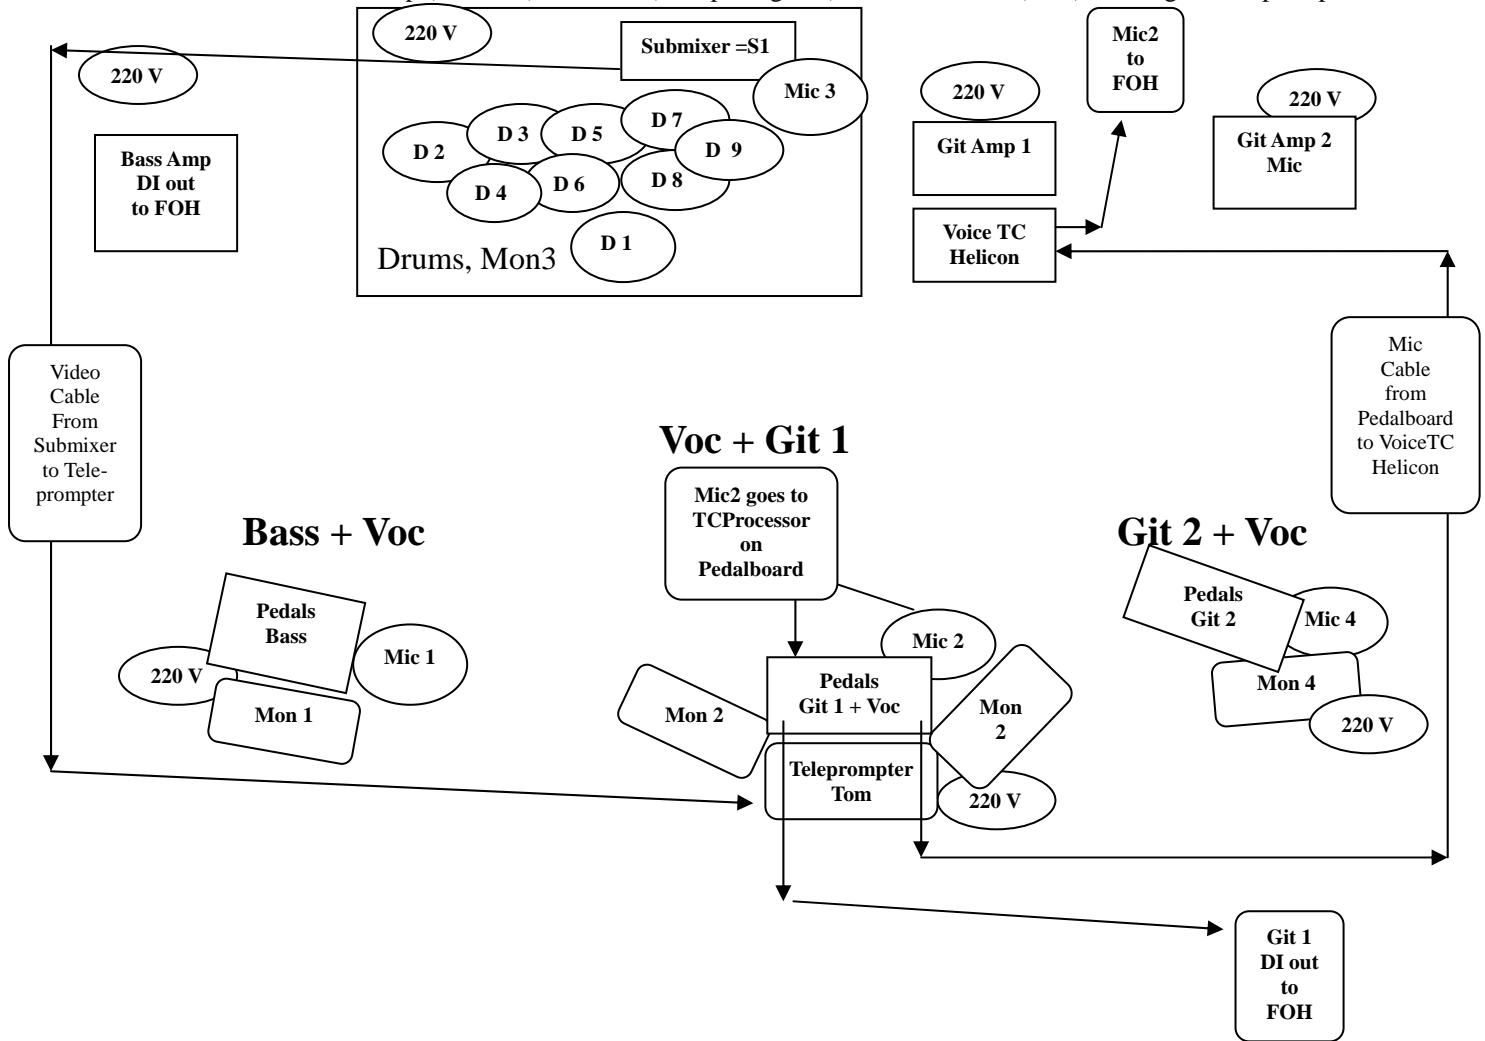 220 V
Submixer =S1
Mic2
to
FOH
220 V
Mic 3
220 V
220 V
D 2
D 3
D 5
D 7
D 9
D 4
D 6
D 8
D 1
Drums, Mon3
Bass Amp
DI out
to FOH
Git Amp 1
Git Amp 2
Mic
Voice TC
Helicon
Video
Cable
From
Submixer
to Tele-
prompter
Mic
Cable
from
Pedalboard
to VoiceTC
Helicon
Voc + Git 1
Mic2 goes to
TCProcessor
on
Pedalboard
Bass + Voc
Git 2 + Voc
Pedals
Bass
Mic 1
220 V
Mon 1
Mic 2
Pedals
Git 1 + Voc
Mon 2
Mon
2
Teleprompter
Tom
220 V
Pedals
Git 2
Mic 4
Mon 4
220 V
Git 1
DI out
to
FOH